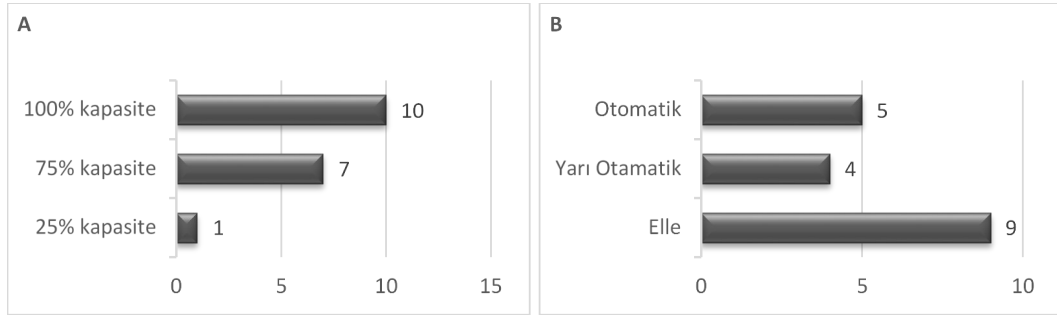 A
100% kapasite 10
75% kapasite 7
25% kapasite 1
0 5 10 15
B
Otomatik 5
Yarı Otamatik 4
Elle 9
0 5 10